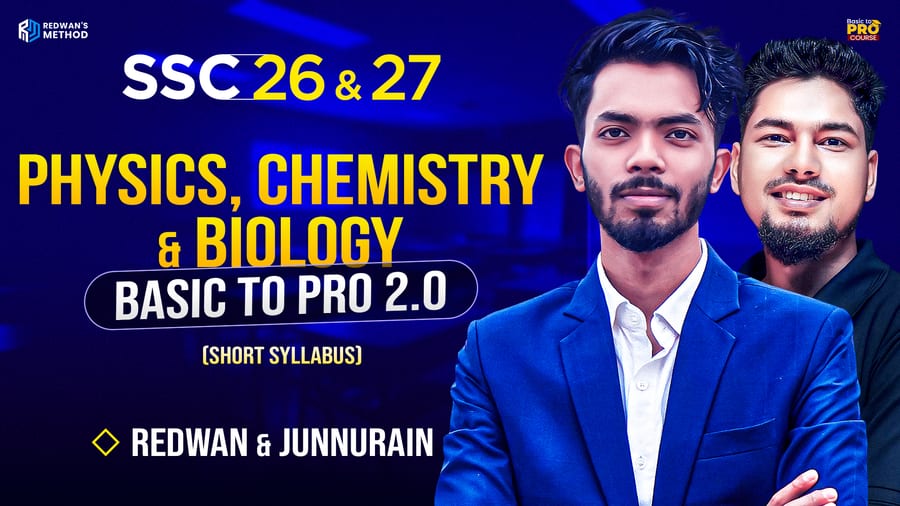 REDWAN'S
METHOD
Basic to
PRO
COURSE
SSC 26 & 27
PHYSICS, CHEMISTRY
& BIOLOGY
BASIC TO PRO 2.0
(SHORT SYLLABUS)
REDWAN & JUNNURAIN